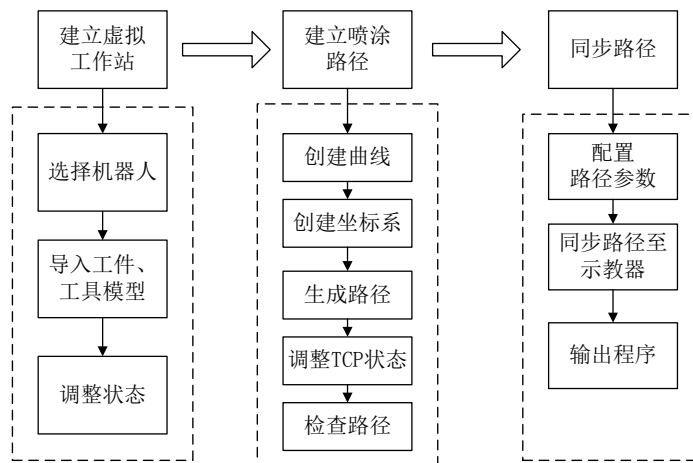 建立虚拟
工作站
建立喷涂
路径
同步路径
选择机器人
导入工件、
工具模型
调整状态
创建曲线
创建坐标系
生成路径
调整TCP状态
检查路径
配置
路径参数
同步路径至
示教器
输出程序